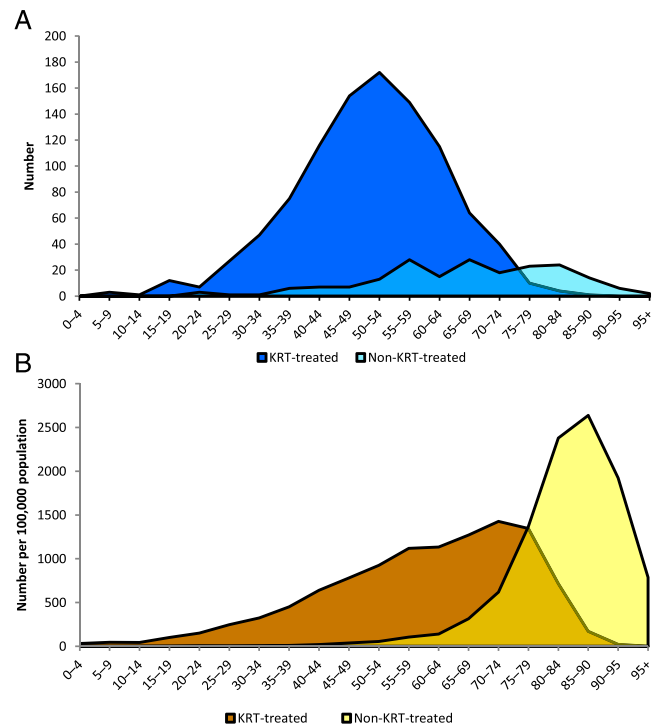 A
200
180
160
140
120
100
80
60
40
20
0
Number
0–4 5–9 10–14 15–19 20–24 25–29 30–34 35–39 40–44 45–49 50–54 55–59 60–64 65–69 70–74 75–79 80–84 85–90 90–95 95+
KRT-treated Non-KRT-treated
B
3000
2500
2000
1500
1000
500
0
Number per 100,000 population
0–4 5–9 10–14 15–19 20–24 25–29 30–34 35–39 40–44 45–49 50–54 55–59 60–64 65–69 70–74 75–79 80–84 85–90 90–95 95+
KRT-treated Non-KRT-treated